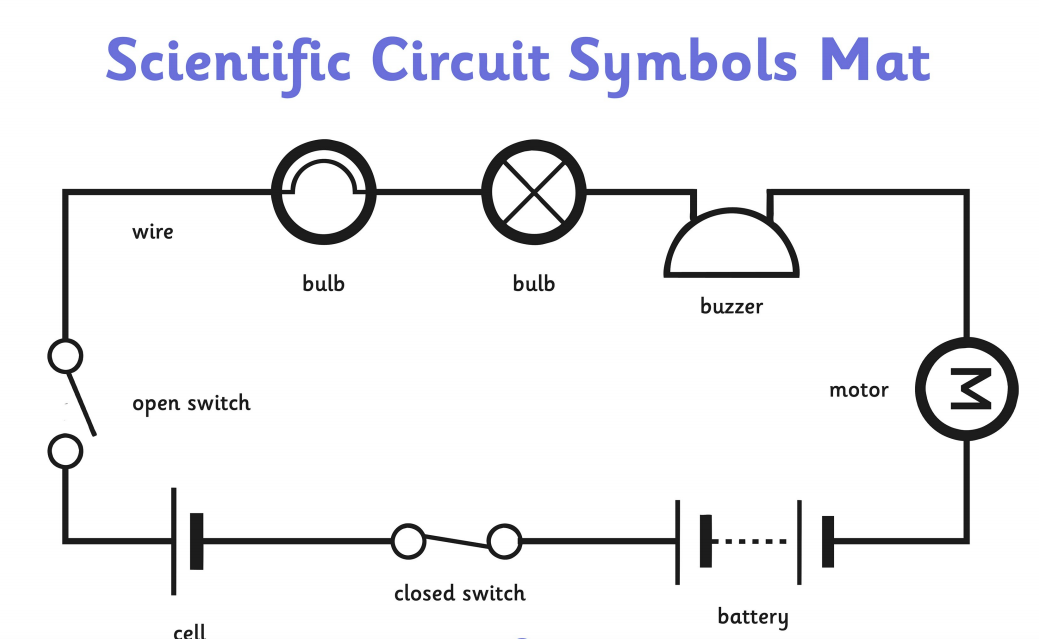 Scientific Circuit Symbols Mat
wire
bulb
bulb
buzzer
open switch
motor
M
cell
closed switch
battery